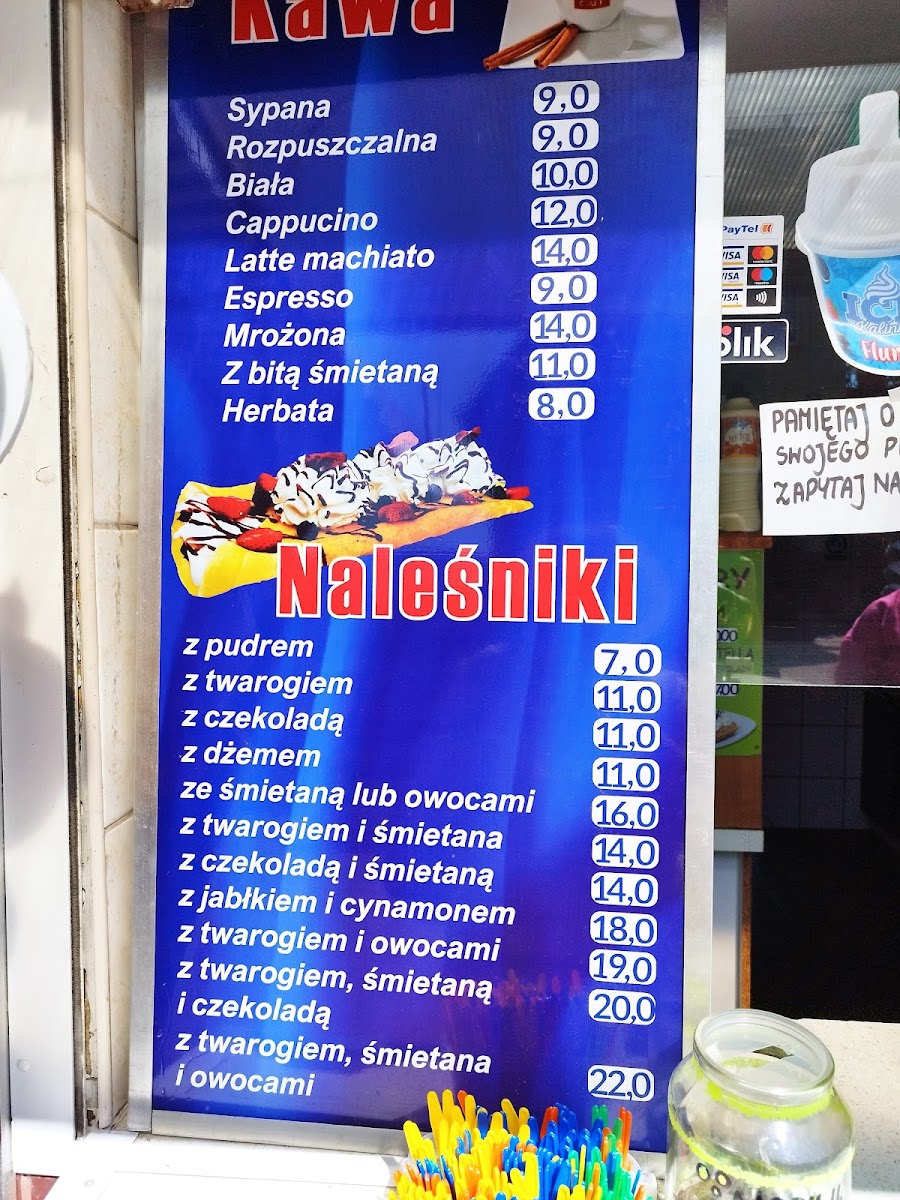 Kawa
Sypana 9,0
Rozpuszczalna 9,0
Biała 10,0
Cappucino 12,0
Latte machiato 14,0
Espresso 9,0
Mrożona 14,0
Z bitą śmietaną 11,0
Herbata 8,0
Naleśniki
z pudrem 7,0
z twarogiem 11,0
z czekoladą 11,0
z dżemem 11,0
ze śmietaną lub owocami 16,0
z twarogiem i śmietana 14,0
z czekoladą i śmietaną 14,0
z jabłkiem i cynamonem 18,0
z twarogiem i owocami 19,0
z twarogiem, śmietaną 20,0
i czekoladą
z twarogiem, śmietana
i owocami 22,0
PayTel
VISA
VISA
VISA
PAMIĘTAJ O
SWOJEGO
ZAPYTAJ NA